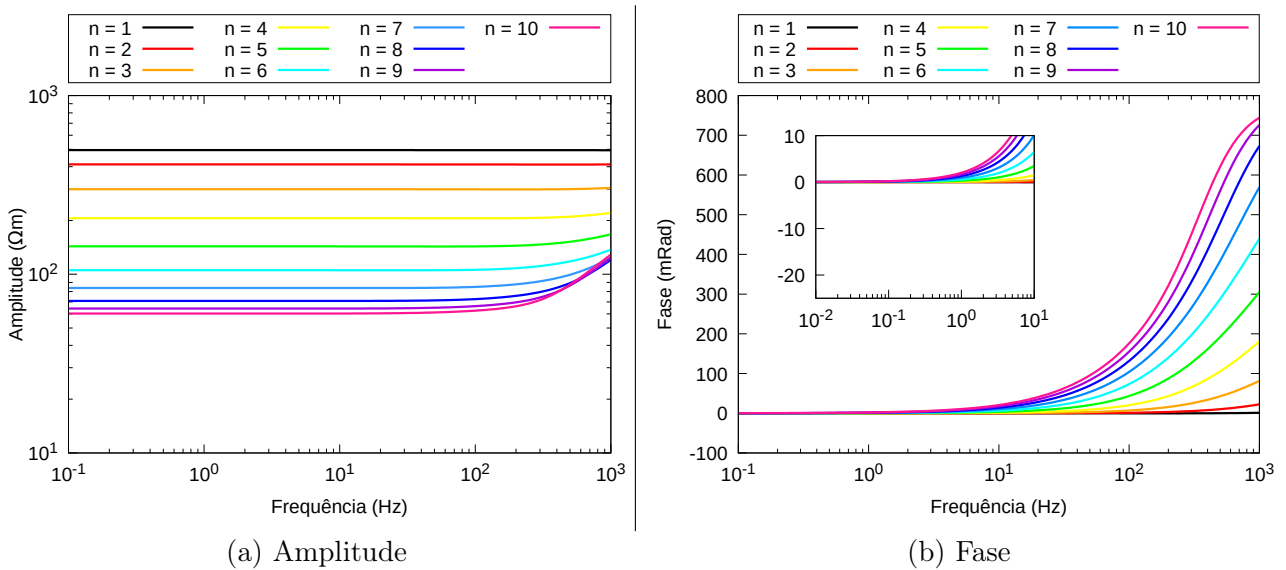 n = 1 n = 4 n = 7 n = 10
n = 2 n = 5 n = 8
n = 3 n = 6 n = 9
10³
10²
10¹
Amplitude (Ωm)
10⁻¹ 10⁰ 10¹ 10² 10³
Frequência (Hz)
(a) Amplitude
n = 1 n = 4 n = 7 n = 10
n = 2 n = 5 n = 8
n = 3 n = 6 n = 9
800
700
600
500
400
300
200
100
0
-100
Fase (mRad)
10
0
-10
-20
10⁻² 10⁻¹ 10⁰ 10¹
10⁻¹ 10⁰ 10¹ 10² 10³
Frequência (Hz)
(b) Fase